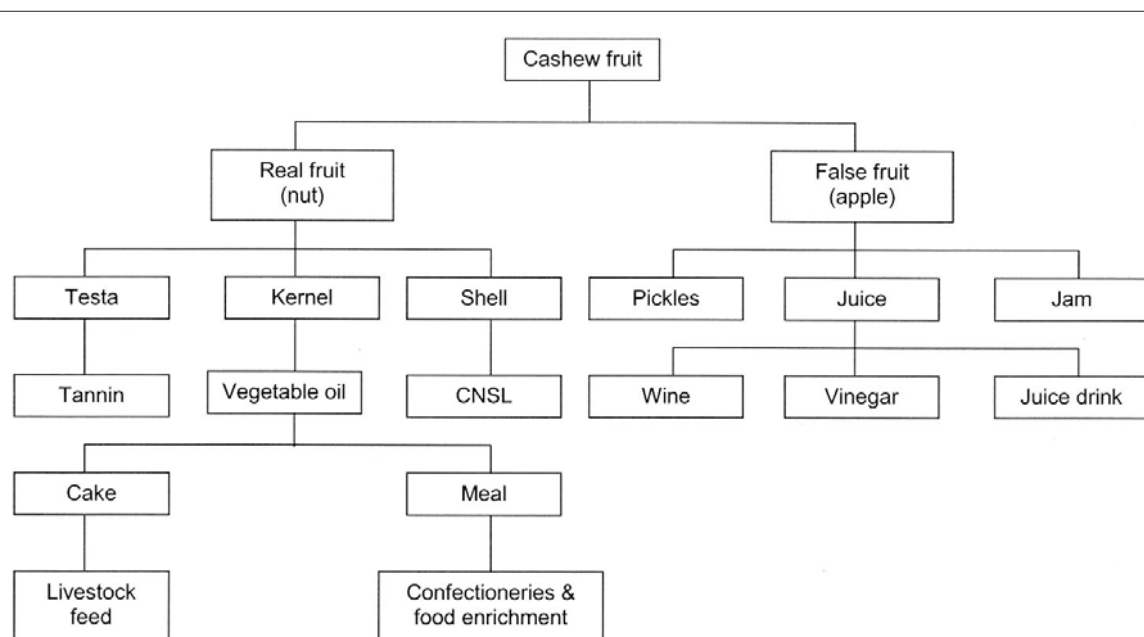 Cashew fruit
Real fruit
(nut)
False fruit
(apple)
Testa
Kernel
Shell
Pickles
Juice
Jam
Tannin
Vegetable oil
CNSL
Wine
Vinegar
Juice drink
Cake
Meal
Livestock
feed
Confectioneries &
food enrichment